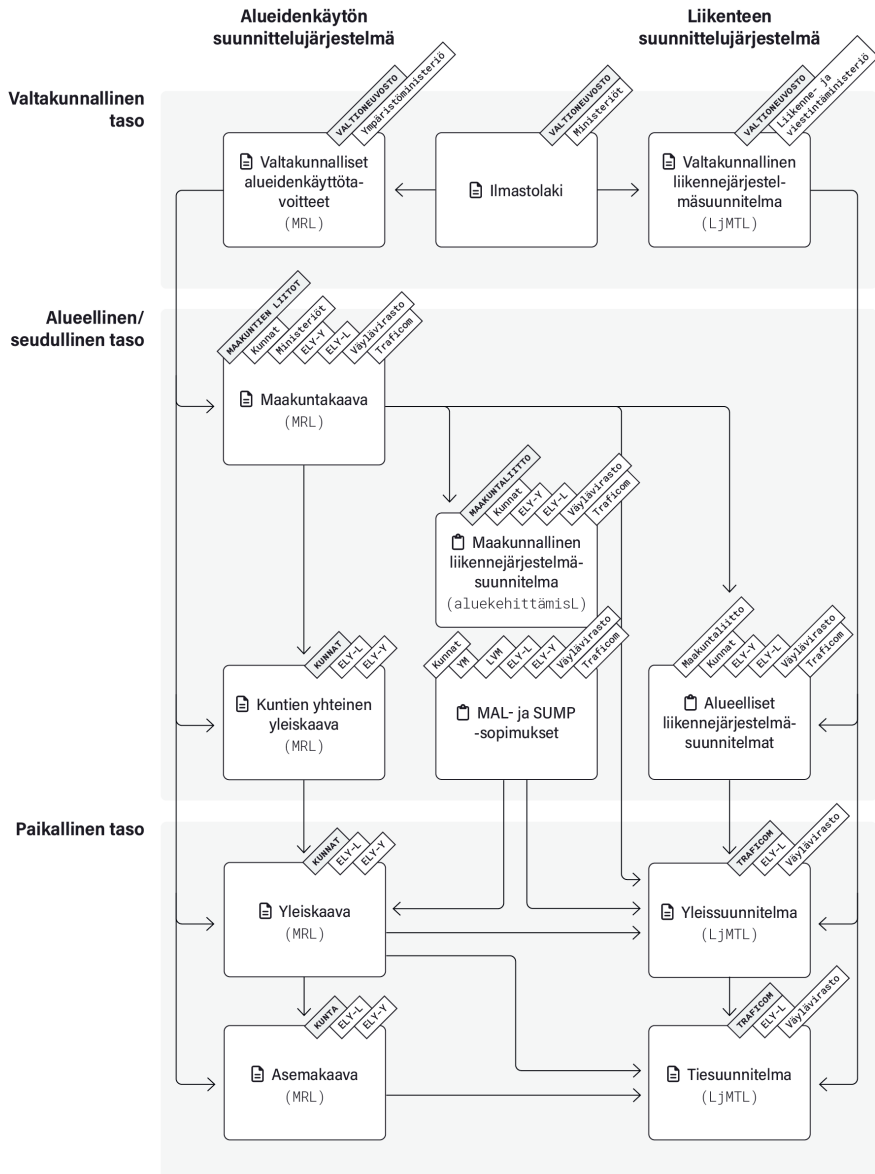 Alueidenkäytön
suunnittelujärjestelmä
Liikenteen
suunnittelujärjestelmä
Valtakunnallinen
taso
VALTIONEUVOSTO
Ympäristöministeriö
Valtakunnalliset
alueidenkäyttöta-
voitteet
(MRL)
VALTIONEUVOSTO
Ministeriöt
Ilmastolaki
VALTIONEUVOSTO
Liikenne- ja
viestintäministeriö
Valtakunnallinen
liikennejärjestel-
mäsuunnitelma
(LjMTL)
Alueellinen/
seudullinen taso
MAAKUNTIEN LIITOT
Kunnat
Ministeriöt
ELY-Y
ELY-L
Väylävirasto
Traficom
Maakuntakaava
(MRL)
MAAKUNTALIITTO
Kunnat
ELY-Y
ELY-L
Väylävirasto
Traficom
Maakunnallinen
liikennejärjestelmä-
suunnitelma
(aluekehittämisL)
KUNNAT
ELY-L
ELY-Y
Kuntien yhteinen
yleiskaava
(MRL)
Kunnat
YM
LVM
ELY-L
ELY-Y
Väylävirasto
Traficom
MAL- ja SUMP
-sopimukset
Maakuntaliitto
Kunnat
ELY-Y
ELY-L
Väylävirasto
Traficom
Alueelliset
liikennejärjestelmä-
suunnitelmat
Paikallinen taso
KUNNAT
ELY-L
ELY-Y
Yleiskaava
(MRL)
TRAFICOM
ELY-L
Väylävirasto
Yleissuunnitelma
(LjMTL)
KUNTA
ELY-L
ELY-Y
Asemakaava
(MRL)
TRAFICOM
ELY-L
Väylävirasto
Tiesuunnitelma
(LjMTL)